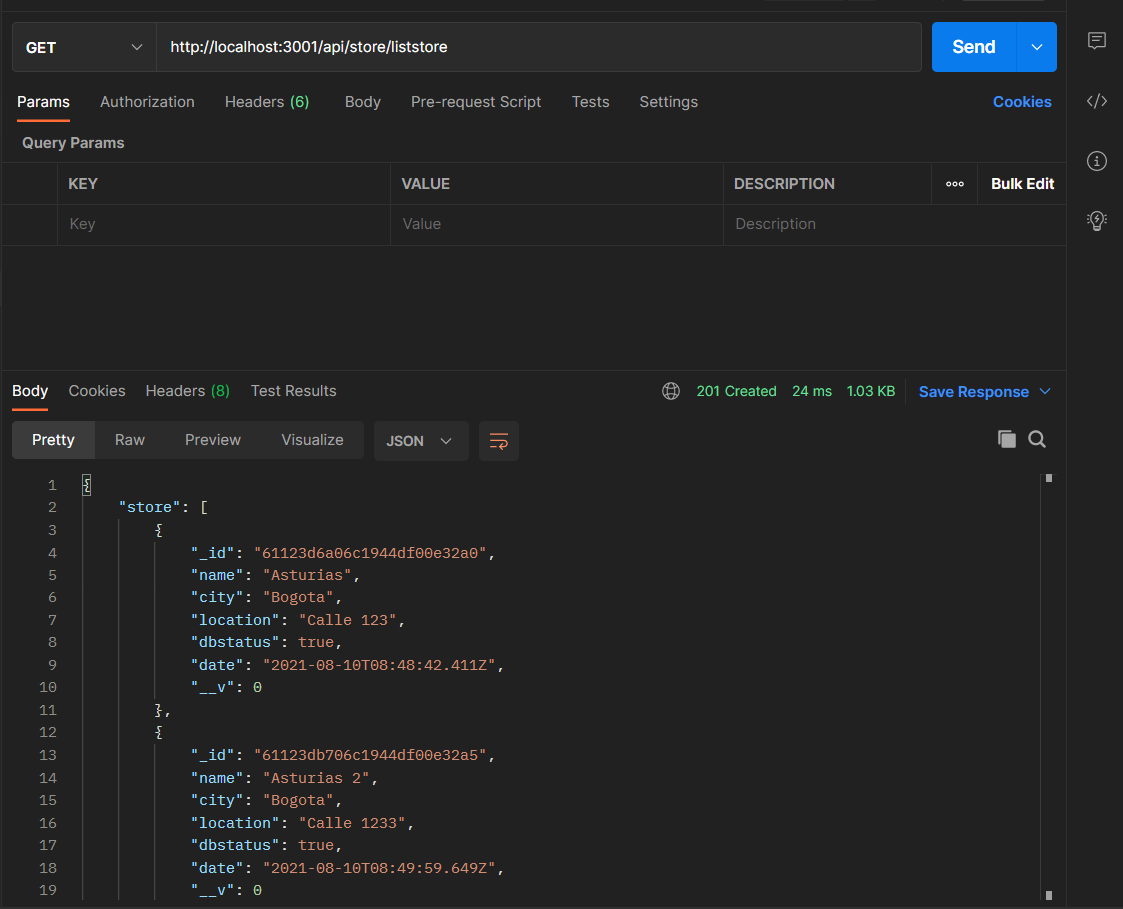 GET http://localhost:3001/api/store/liststore Send
Params Authorization Headers (6) Body Pre-request Script Tests Settings Cookies
Query Params
KEY VALUE DESCRIPTION Bulk Edit
Key Value Description
Body Cookies Headers (8) Test Results 201 Created 24 ms 1.03 KB Save Response
Pretty Raw Preview Visualize JSON
1 {
2 "store": [
3 {
4 "_id": "61123d6a06c1944df00e32a0",
5 "name": "Asturias",
6 "city": "Bogota",
7 "location": "Calle 123",
8 "dbstatus": true,
9 "date": "2021-08-10T08:48:42.411Z",
10 "__v": 0
11 },
12 {
13 "_id": "61123db706c1944df00e32a5",
14 "name": "Asturias 2",
15 "city": "Bogota",
16 "location": "Calle 1233",
17 "dbstatus": true,
18 "date": "2021-08-10T08:49:59.649Z",
19 "__v": 0